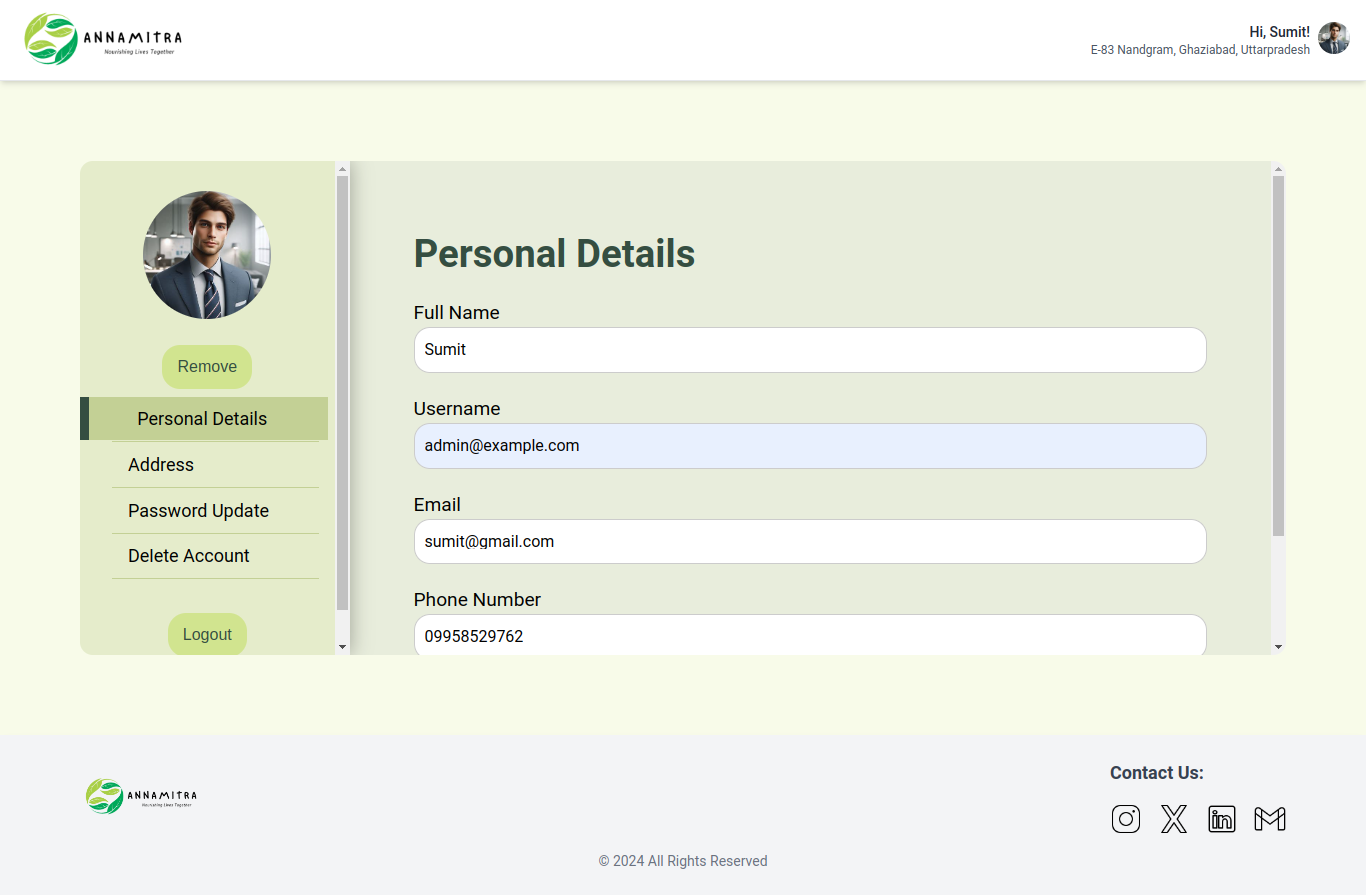 ANNAMITRA
Nourishing Lives Together
Hi, Sumit!
E-83 Nandgram, Ghaziabad, Uttarpradesh
Remove
Personal Details
Address
Password Update
Delete Account
Logout
Personal Details
Full Name
Sumit
Username
admin@example.com
Email
sumit@gmail.com
Phone Number
09958529762
ANNAMITRA
Nourishing Lives Together
Contact Us:
© 2024 All Rights Reserved